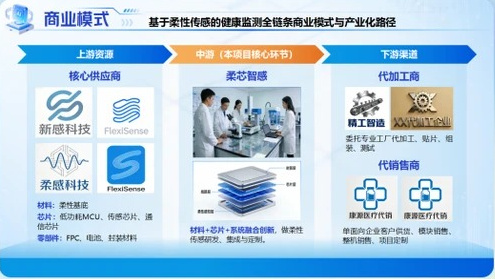 商业模式
基于柔性传感的健康监测全链条商业模式与产业化路径
上游资源
核心供应商
新感科技
FlexiSense
柔感科技
FlexiSense
材料：柔性基底
芯片：低功耗MCU、传感芯片、通
信芯片
零部件：FPC、电池、封装材料
中游（本项目核心环节）
柔芯智感
材料+芯片+系统融合创新，做柔性
传感研发、集成与定制。
下游渠道
代加工商
精工智造
XX代加工企业
委托专业工厂代加工、贴片、组
装、测试
代销售商
康源医疗代销
康源医疗代销
单面向企业客户供货、模块销售、
整机销售、项目定制